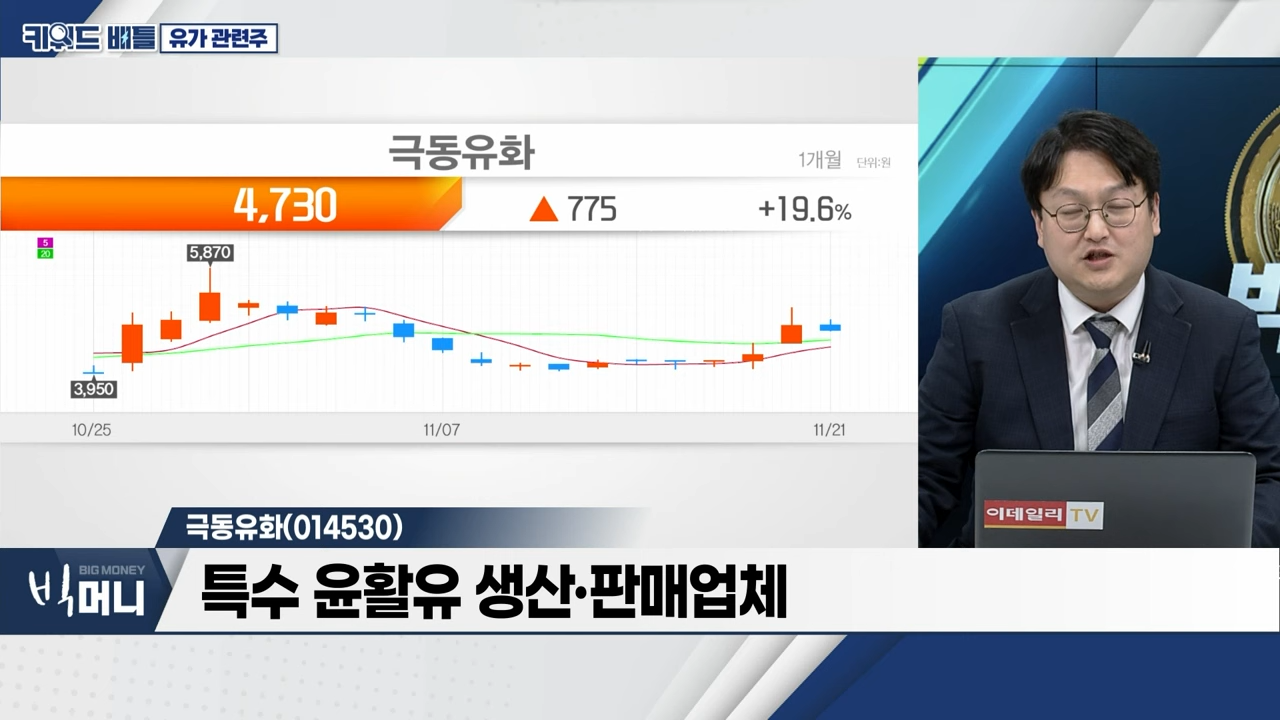 키워드 배틀 유가 관련주
극동유화
1개월 단위:원
4,730 ▲ 775 +19.6%
5
20
5,870
3,950
10/25 11/07 11/21
이데일리 TV
극동유화(014530)
BIG MONEY
빅머니
특수 윤활유 생산·판매업체